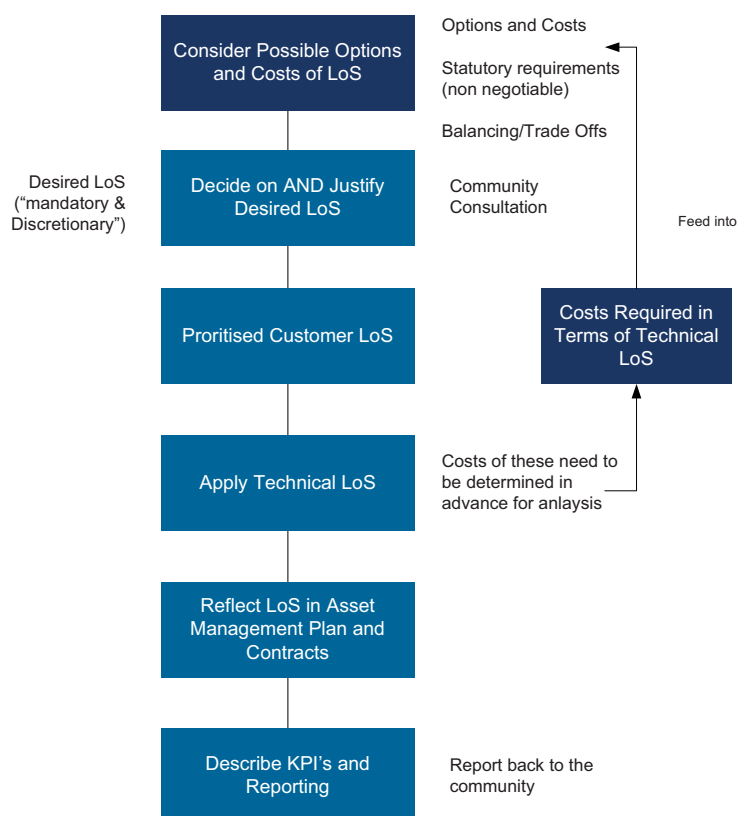 Consider Possible Options
and Costs of LoS
Options and Costs
Statutory requirements
(non negotiable)
Balancing/Trade Offs
Desired LoS
(“mandatory &
Discretionary”)
Decide on AND Justify
Desired LoS
Community
Consultation
Feed into
Proritised Customer LoS
Costs Required in
Terms of Technical
LoS
Apply Technical LoS
Costs of these need to
be determined in
advance for anlaysis
Reflect LoS in Asset
Management Plan and
Contracts
Describe KPI’s and
Reporting
Report back to the
community